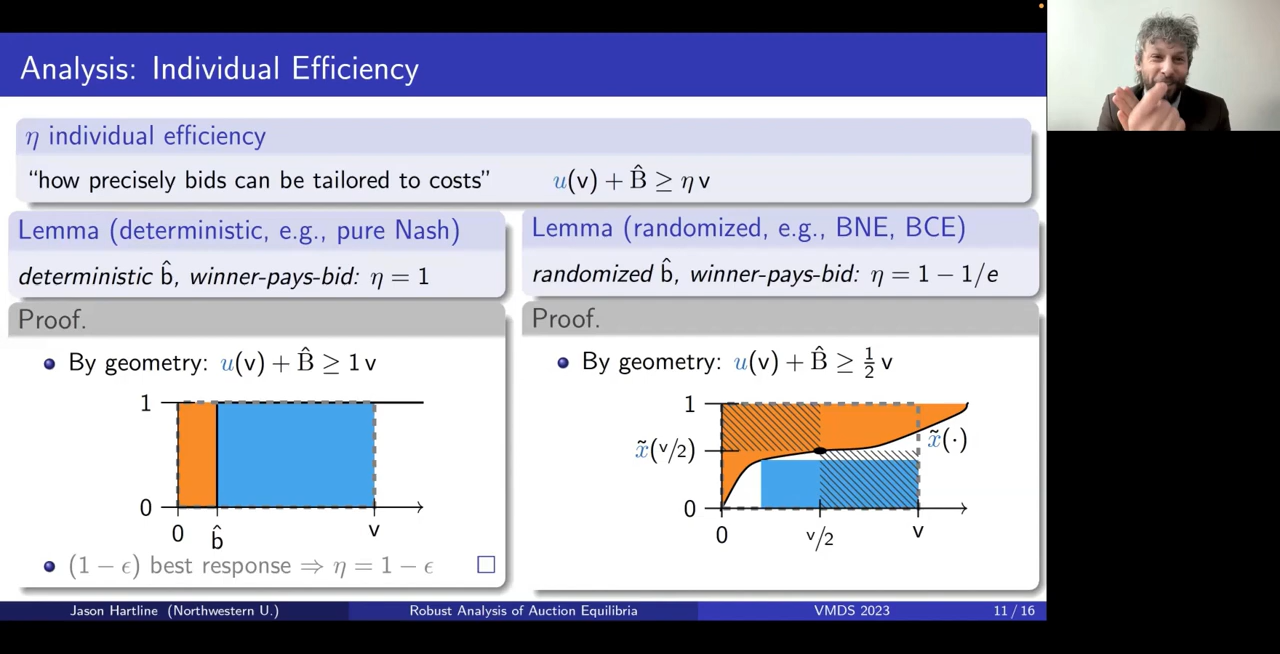 Analysis: Individual Efficiency
η individual efficiency
“how precisely bids can be tailored to costs” u(v) + B̂ ≥ η v
Lemma (deterministic, e.g., pure Nash)
deterministic b̂, winner-pays-bid: η = 1
Proof.
By geometry: u(v) + B̂ ≥ 1 v
1
0
0
b̂
v
(1 − ϵ) best response ⇒ η = 1 − ϵ
Lemma (randomized, e.g., BNE, BCE)
randomized b̂, winner-pays-bid: η = 1 − 1/e
Proof.
By geometry: u(v) + B̂ ≥ ½ v
1
x̃(v/2)
x̃(·)
0
0
v/2
v
Jason Hartline (Northwestern U.) Robust Analysis of Auction Equilibria VMDS 2023 11 / 16